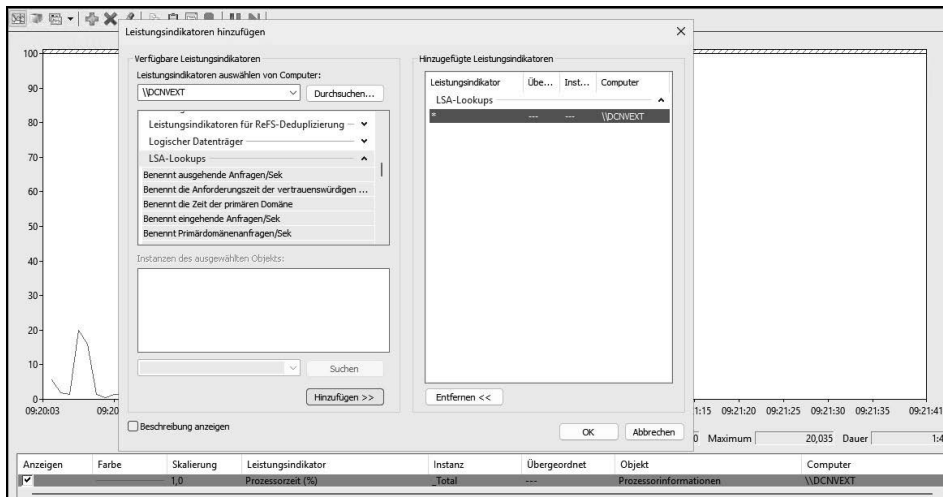 Leistungsindikatoren hinzufügen
Verfügbare Leistungsindikatoren
Leistungsindikatoren auswählen von Computer:
\\DCNVEXT
Durchsuchen...
Leistungsindikatoren für ReFS-Deduplizierung
Logischer Datenträger
LSA-Lookups
Benennt ausgehende Anfragen/Sek
Benennt die Anforderungszeit der vertrauenswürdigen ...
Benennt die Zeit der primären Domäne
Benennt eingehende Anfragen/Sek
Benennt Primärdomänenanfragen/Sek
Instanzen des ausgewählten Objekts:
Suchen
Hinzufügen >>
Beschreibung anzeigen
Hinzugefügte Leistungsindikatoren
Leistungsindikator Übe... Inst... Computer
LSA-Lookups
* --- --- \\DCNVEXT
Entfernen <<
OK Abbrechen
100
90
80
70
60
50
40
30
20
10
0
09:20:03 09:20 1:15 09:21:20 09:21:25 09:21:30 09:21:35 09:21:41
0 Maximum 20,035 Dauer 1:4
Anzeigen Farbe Skalierung Leistungsindikator Instanz Übergeordnet Objekt Computer
1,0 Prozessorzeit (%) _Total --- Prozessorinformationen \\DCNVEXT